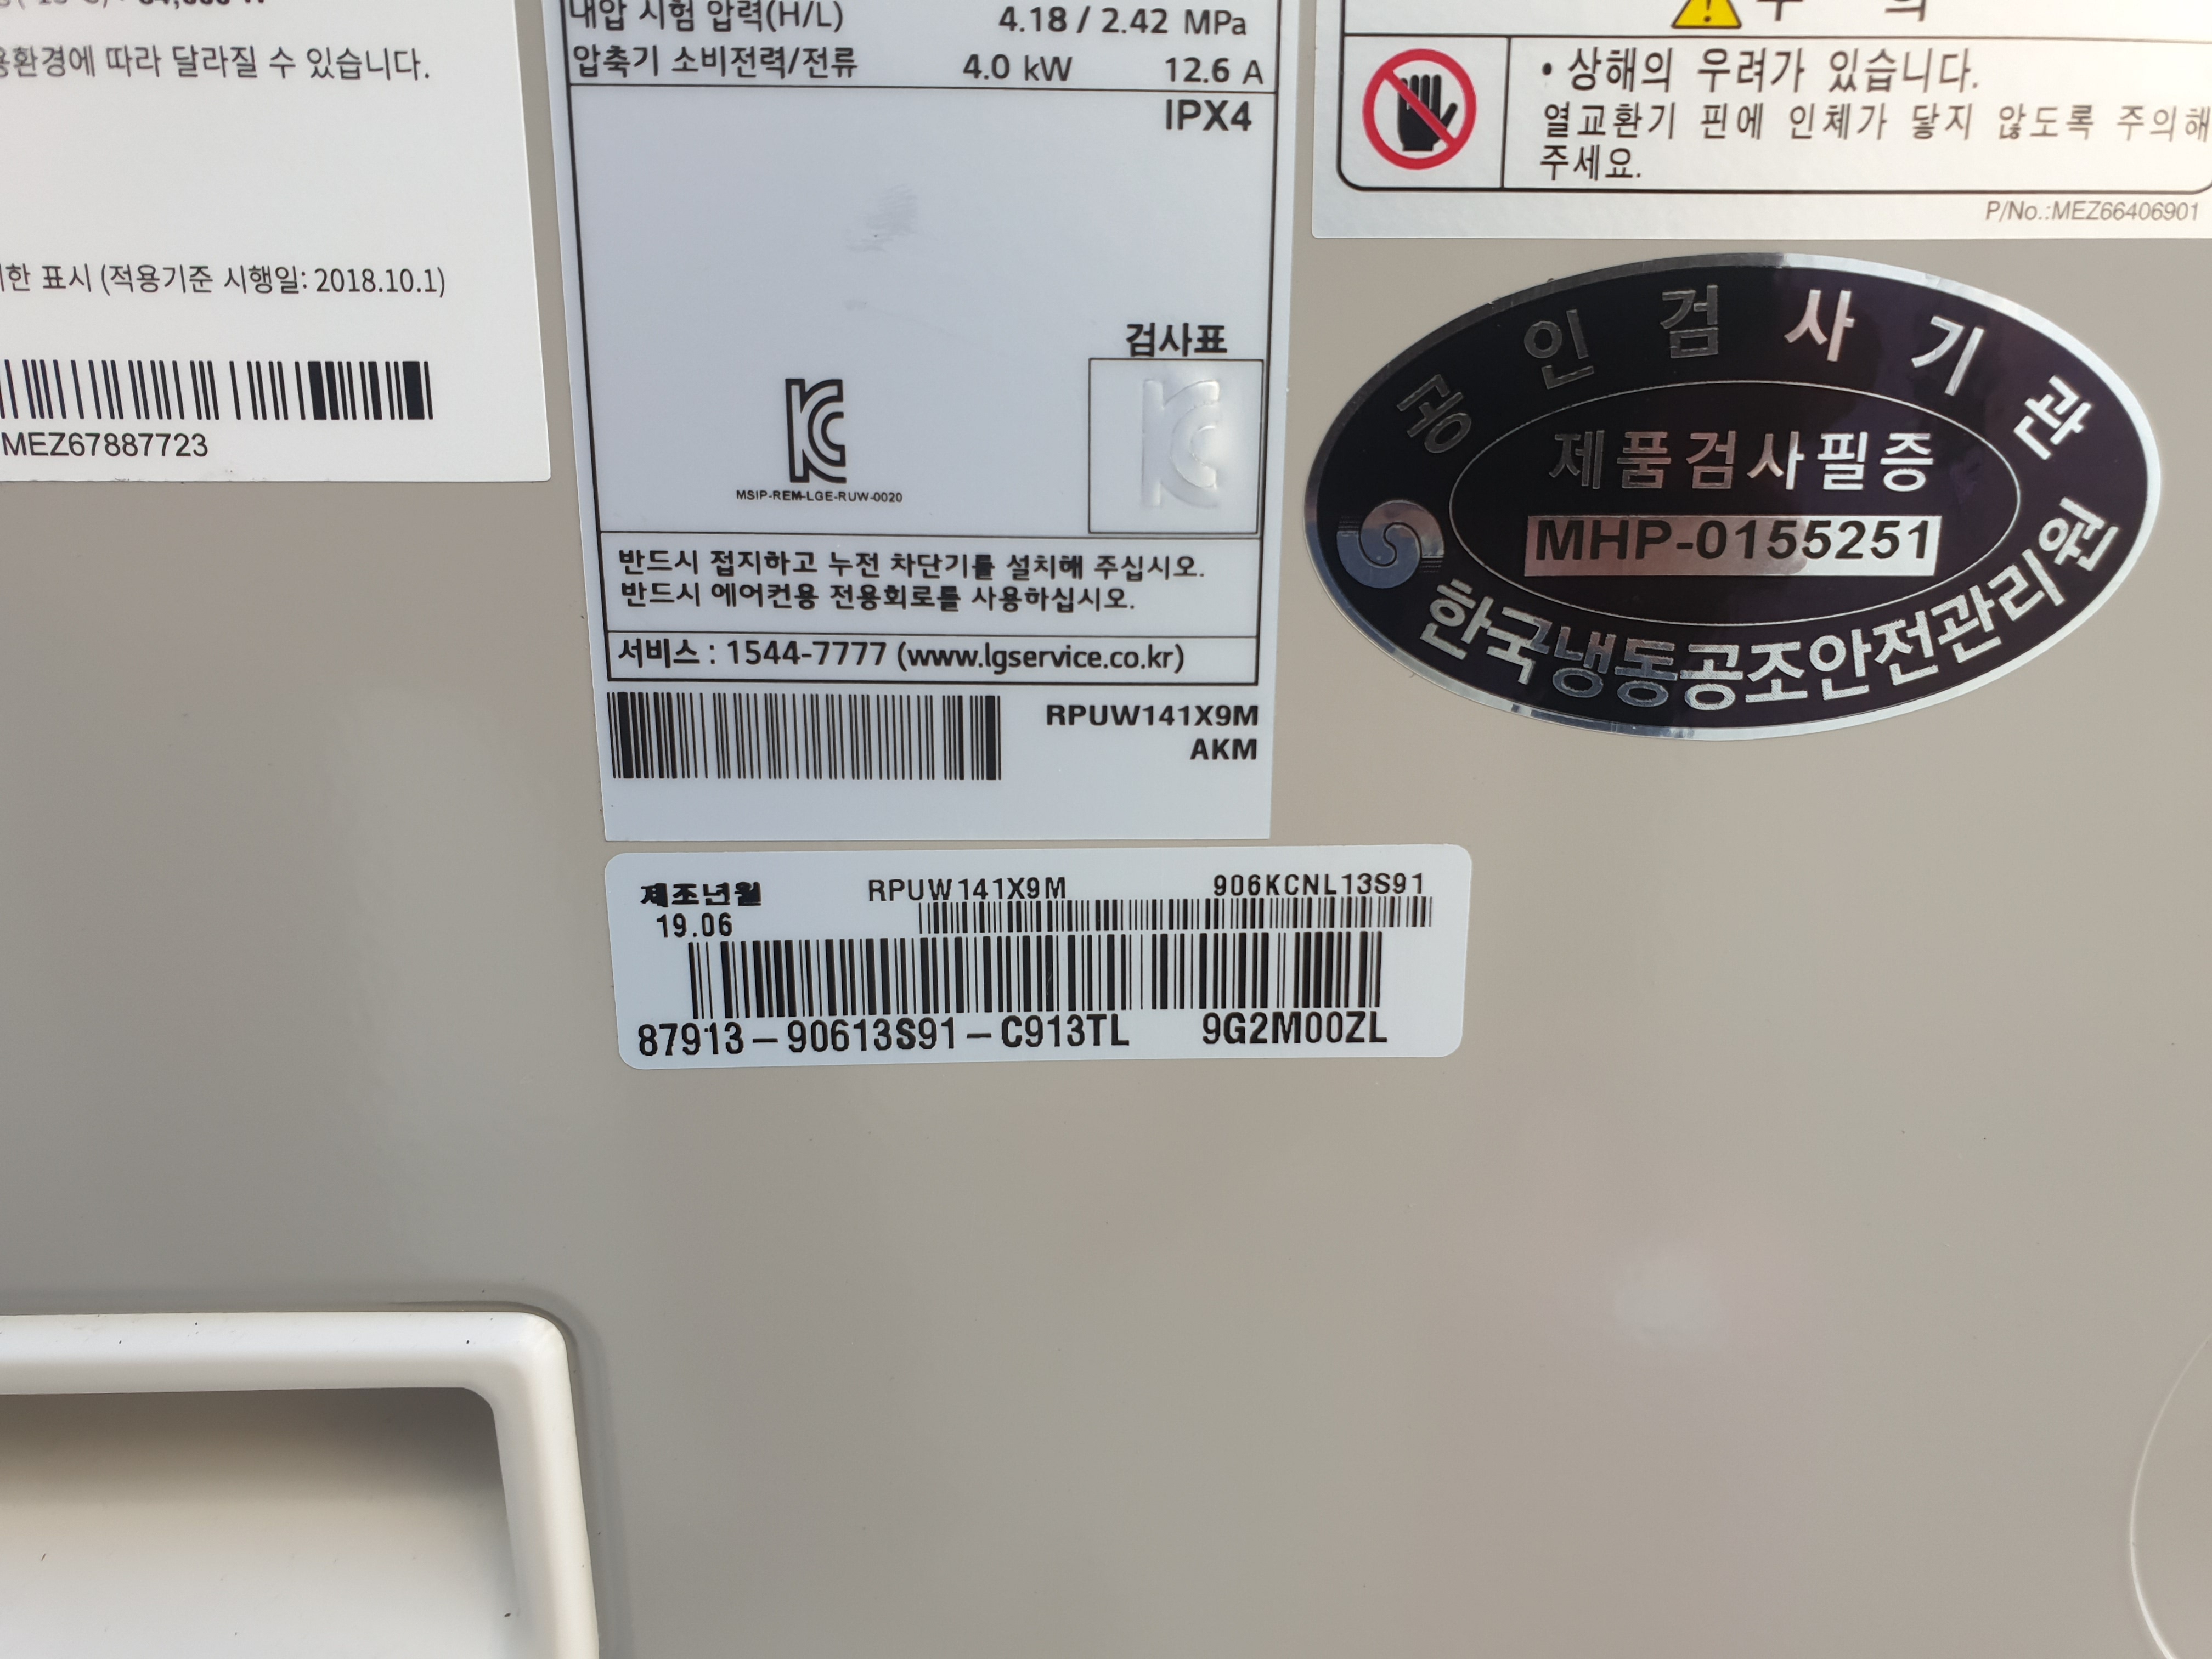 용환경에 따라 달라질 수 있습니다.
한 표시 (적용기준 시행일: 2018.10.1)
MEZ67887723
내압 시험 압력(H/L) 4.18 / 2.42 MPa
압축기 소비전력/전류 4.0 kW 12.6 A
IPX4
검사표
MSIP-REM-LGE-RUW-0020
반드시 접지하고 누전 차단기를 설치해 주십시오.
반드시 에어컨용 전용회로를 사용하십시오.
서비스 : 1544-7777 (www.lgservice.co.kr)
RPUW141X9M
AKM
주 의
• 상해의 우려가 있습니다.
열교환기 핀에 인체가 닿지 않도록 주의해
주세요.
P/No.:MEZ66406901
공인검사기관
제품검사필증
MHP-0155251
한국냉동공조안전관리원
제조년월 RPUW141X9M 906KCNL13S91
19.06
87913-90613S91-C913TL 9G2M00ZL